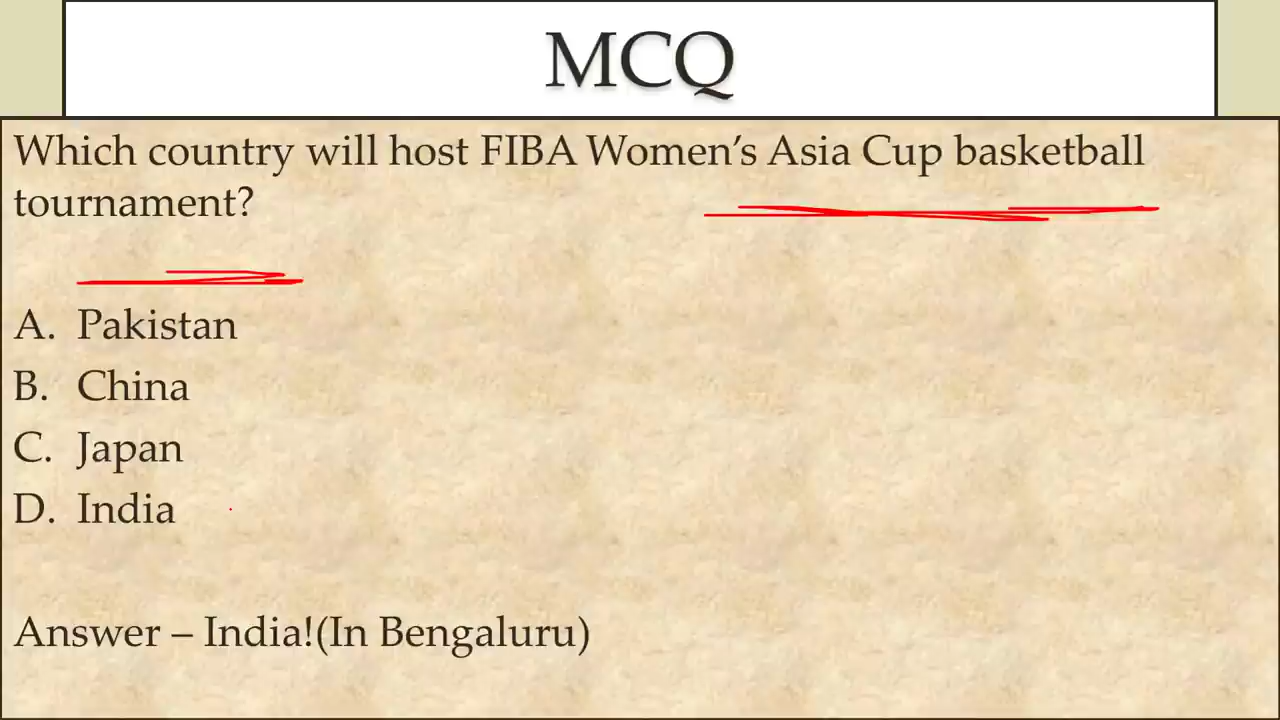 MCQ
Which country will host FIBA Women’s Asia Cup basketball
tournament?
A. Pakistan
B. China
C. Japan
D. India
Answer – India!(In Bengaluru)